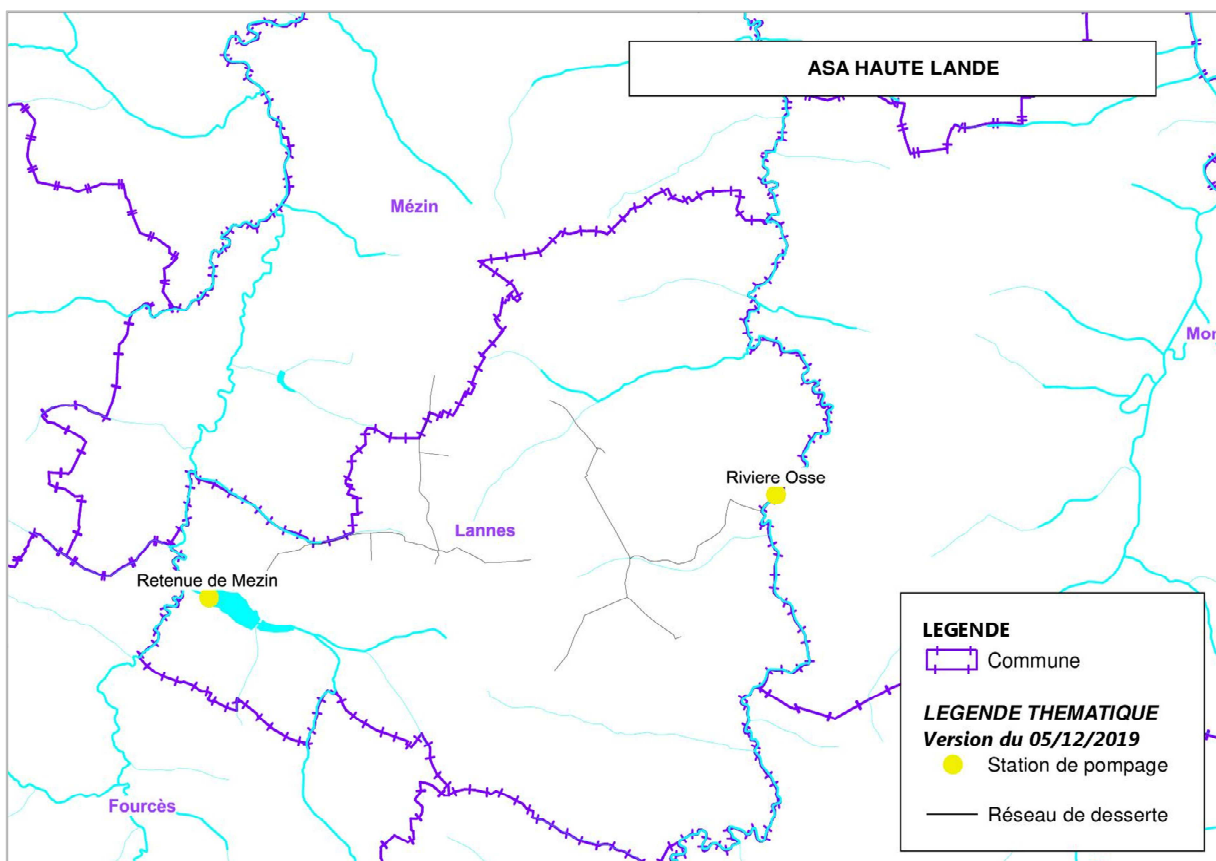 ASA HAUTE LANDE
Mézin
Mon
Riviere Osse
Lannes
Retenue de Mezin
Fourcès
LEGENDE
Commune
LEGENDE THEMATIQUE
Version du 05/12/2019
Station de pompage
Réseau de desserte